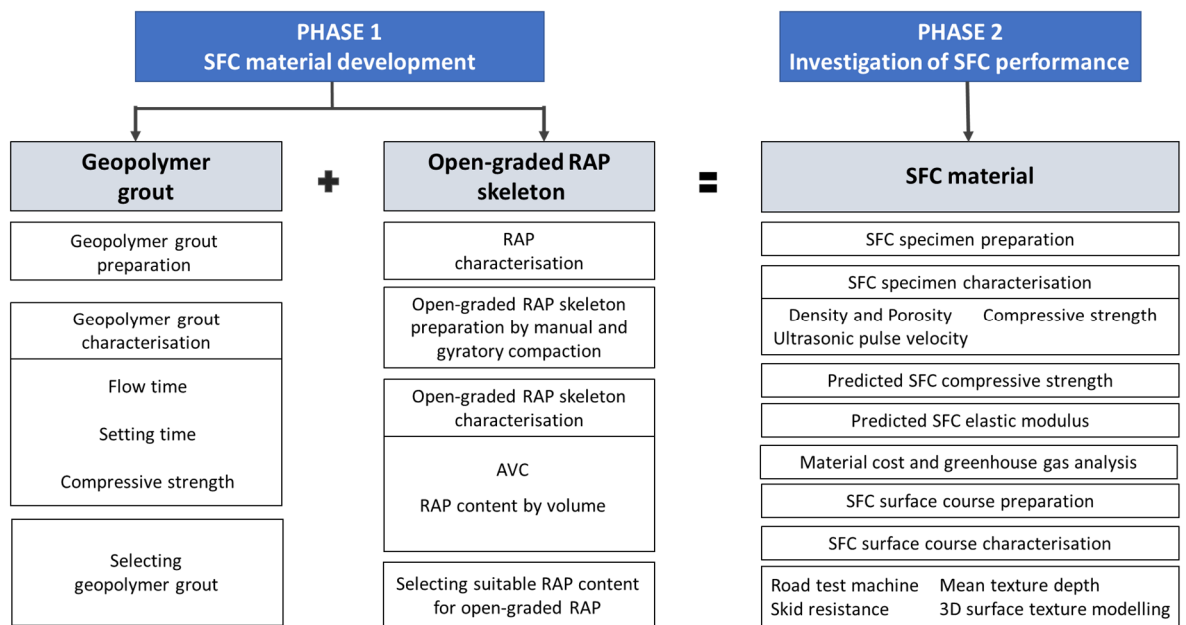 PHASE 1
SFC material development
PHASE 2
Investigation of SFC performance
Geopolymer
grout
+
Open-graded RAP
skeleton
=
SFC material
Geopolymer grout
preparation
Geopolymer grout
characterisation
Flow time
Setting time
Compressive strength
Selecting
geopolymer grout
RAP
characterisation
Open-graded RAP skeleton
preparation by manual and
gyratory compaction
Open-graded RAP skeleton
characterisation
AVC
RAP content by volume
Selecting suitable RAP content
for open-graded RAP
SFC specimen preparation
SFC specimen characterisation
Density and Porosity Compressive strength
Ultrasonic pulse velocity
Predicted SFC compressive strength
Predicted SFC elastic modulus
Material cost and greenhouse gas analysis
SFC surface course preparation
SFC surface course characterisation
Road test machine Mean texture depth
Skid resistance 3D surface texture modelling